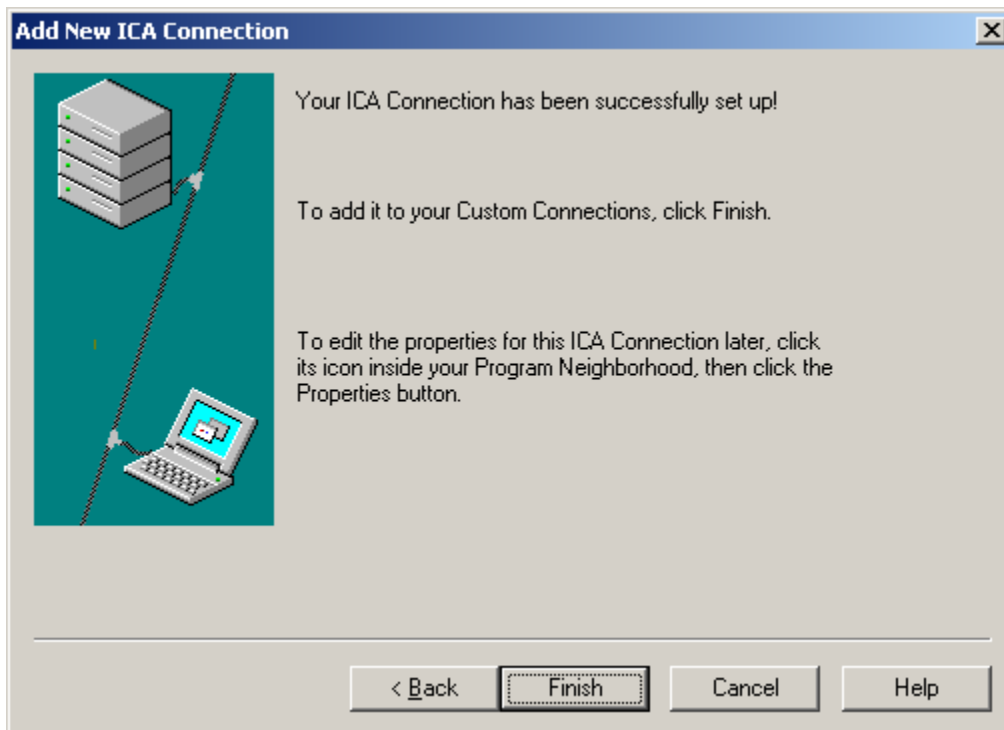 Add New ICA Connection
Your ICA Connection has been successfully set up!
To add it to your Custom Connections, click Finish.
To edit the properties for this ICA Connection later, click
its icon inside your Program Neighborhood, then click the
Properties button.
< Back
Finish
Cancel
Help